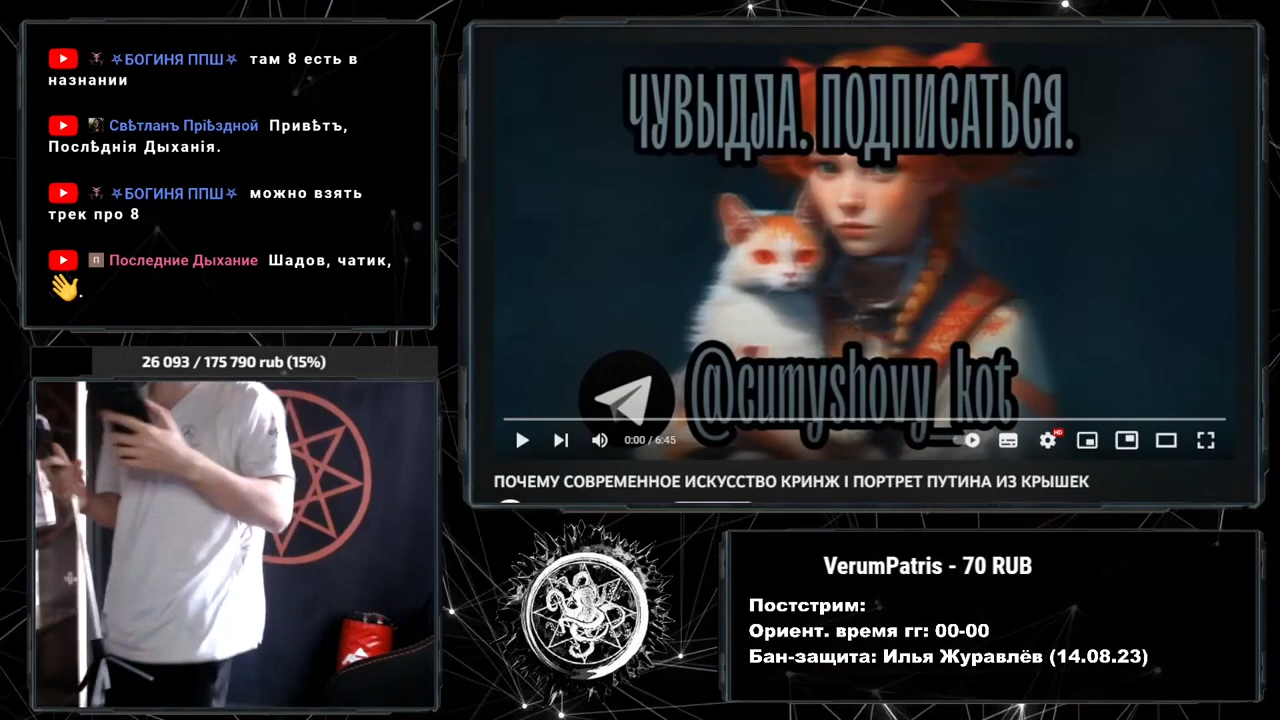 ⛧БОГИНЯ ППШ⛧ там 8 есть в
назнании
Свѣтланъ Пріѣздной Привѣтъ,
Послѣднія Дыханія.
⛧БОГИНЯ ППШ⛧ можно взять
трек про 8
П Последние Дыхание Шадов, чатик,
👋.
26 093 / 175 790 rub (15%)
ЧУВЫДЛА. ПОДПИСАТЬСЯ.
@cumyshovy_kot
0:00 / 6:45
HD
ПОЧЕМУ СОВРЕМЕННОЕ ИСКУССТВО КРИНЖ I ПОРТРЕТ ПУТИНА ИЗ КРЫШЕК
VerumPatris - 70 RUB
Постстрим:
Ориент. время гг: 00-00
Бан-защита: Илья Журавлёв (14.08.23)